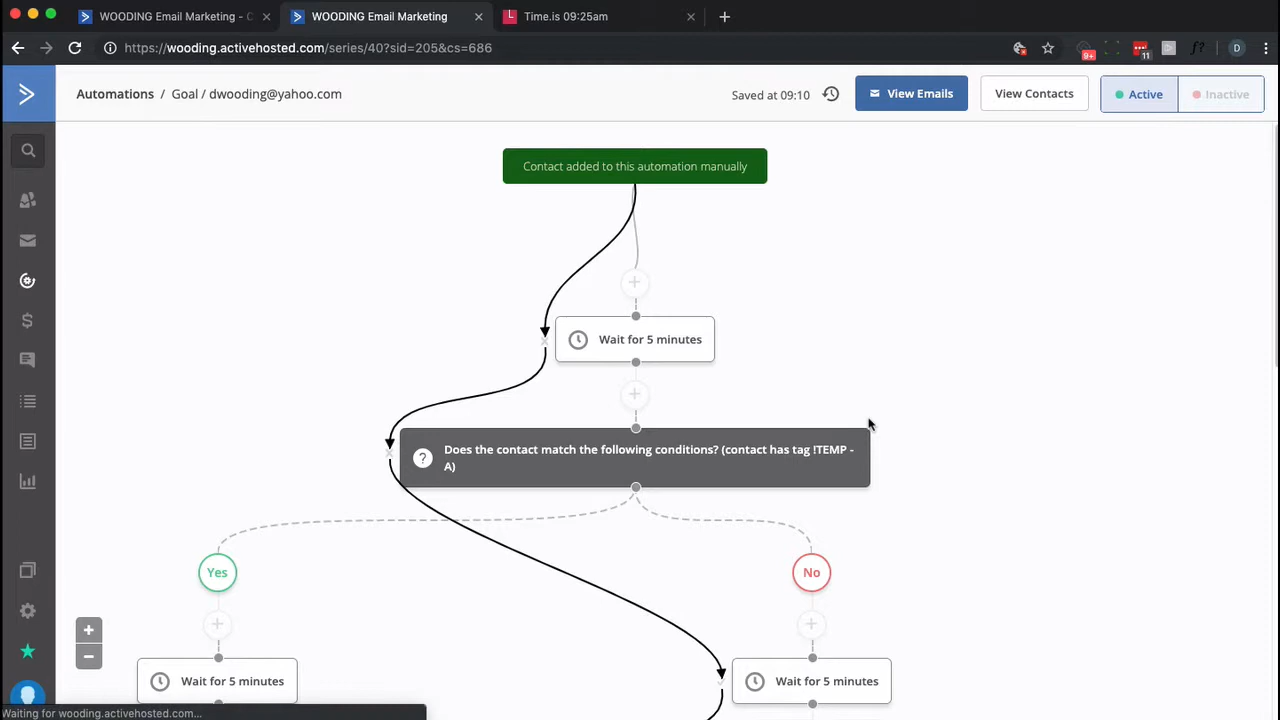 WOODING Email Marketing - C
WOODING Email Marketing
Time.is 09:25am
https://wooding.activehosted.com/series/40?sid=205&cs=686
9+
11
f?
D
Automations / Goal / dwooding@yahoo.com
Saved at 09:10
View Emails
View Contacts
Active
Inactive
Contact added to this automation manually
Wait for 5 minutes
? Does the contact match the following conditions? (contact has tag !TEMP -
A)
Yes
No
Wait for 5 minutes
Wait for 5 minutes
Waiting for wooding.activehosted.com...